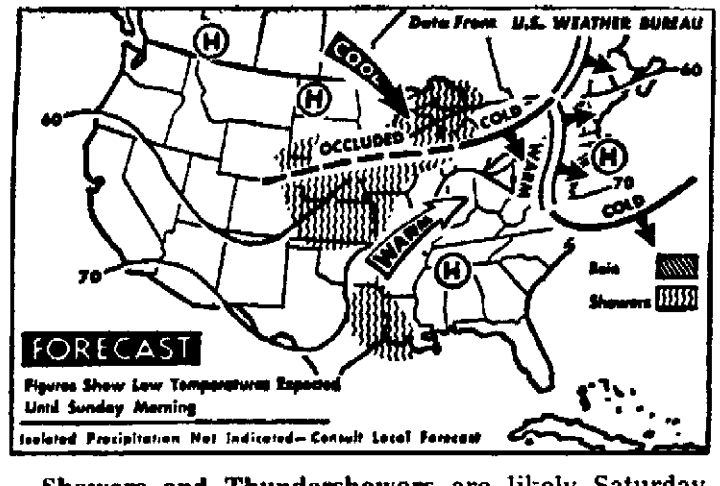 Data From U.S. WEATHER BUREAU
H
COOL
60
H
COLD
60
OCCLUDED
WARM
H
70
COLD
WARM
70
H
Rain
Showers
FORECAST
Figures Show Low Temperatures Expected
Until Sunday Morning
Isolated Precipitation Not Indicated—Consult Local Forecast
Showers and Thundershowers are likely Saturday